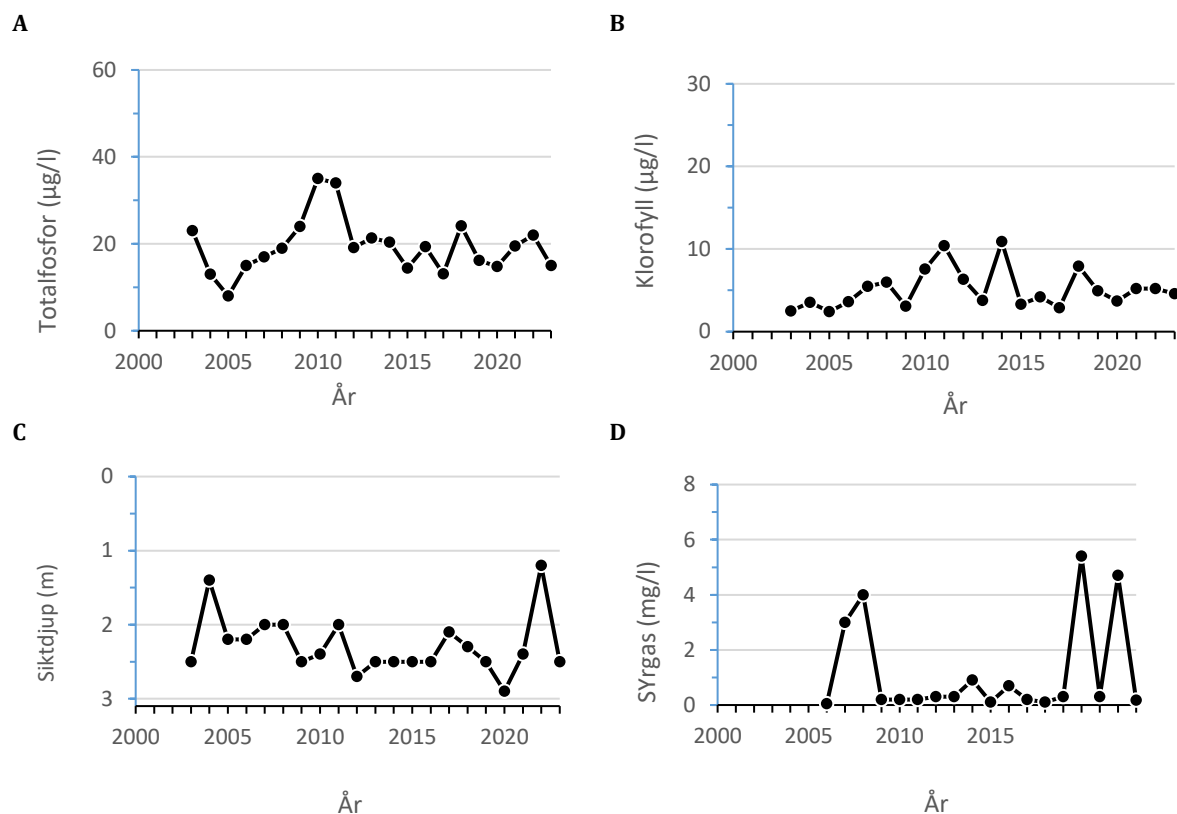 A
60
40
20
0
Totalfosfor (µg/l)
2000 2005 2010 2015 2020
År
B
30
20
10
0
Klorofyll (µg/l)
2000 2005 2010 2015 2020
År
C
0
1
2
3
Siktdjup (m)
2000 2005 2010 2015 2020
År
D
8
6
4
2
0
SYrgas (mg/l)
2000 2005 2010 2015
År